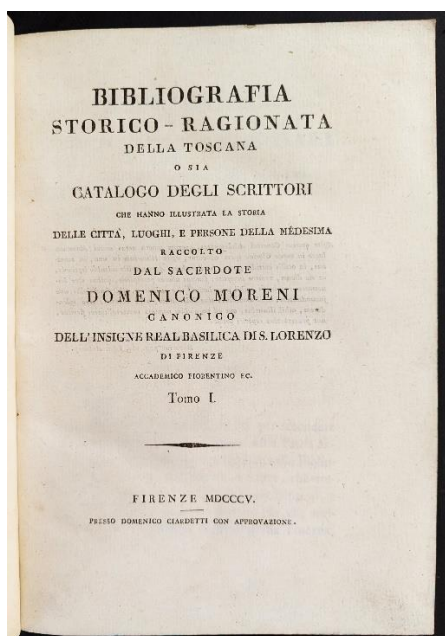 BIBLIOGRAFIA
STORICO - RAGIONATA
DELLA TOSCANA
O SIA
CATALOGO DEGLI SCRITTORI
CHE HANNO ILLUSTRATA LA STORIA
DELLE CITTA', LUOGHI, E PERSONE DELLA MEDESIMA
RACCOLTO
DAL SACERDOTE
DOMENICO MORENI
CANONICO
DELL'INSIGNE REAL BASILICA DI S. LORENZO
DI FIRENZE
ACCADEMICO FIORENTINO EC.
Tomo I.
FIRENZE MDCCCV.
PRESSO DOMENICO CIARDETTI CON APPROVAZIONE.